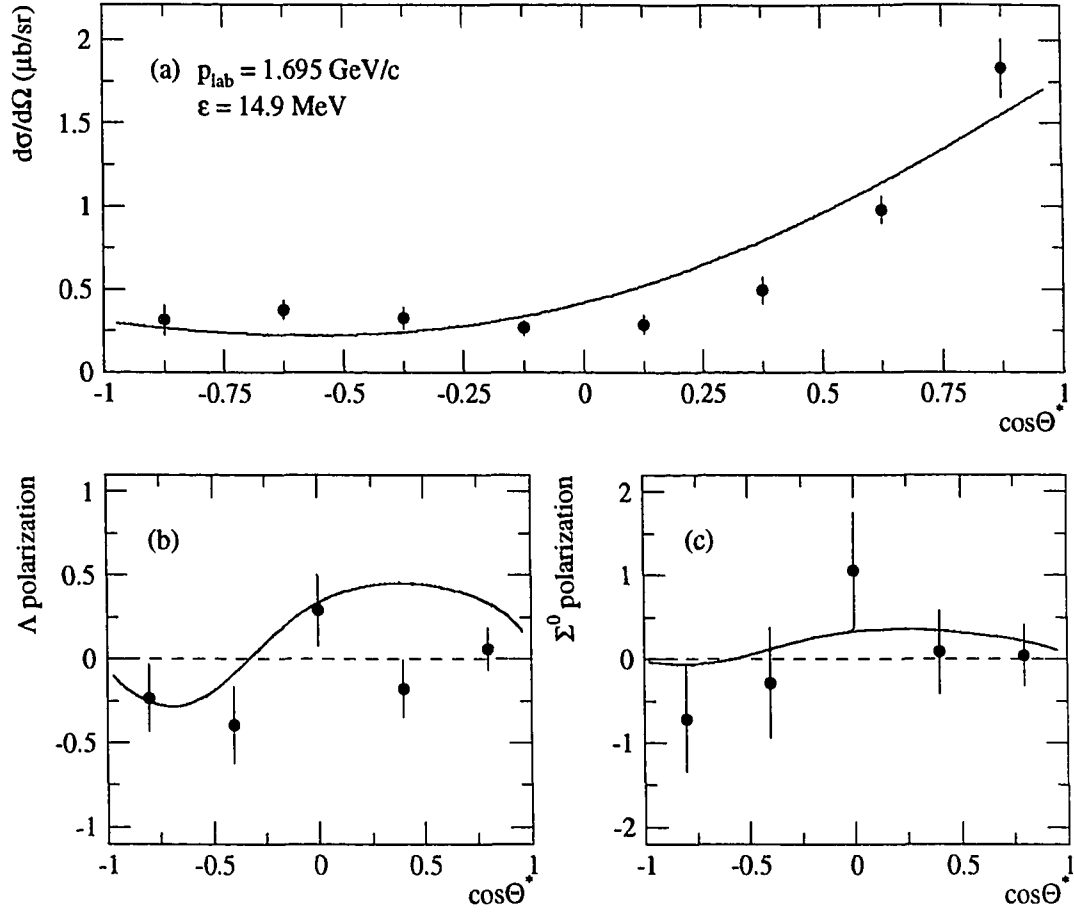 dσ/dΩ (μb/sr)
2
1.5
1
0.5
0
(a) p_lab = 1.695 GeV/c
ε = 14.9 MeV
-1 -0.75 -0.5 -0.25 0 0.25 0.5 0.75 1
cosΘ*
Λ polarization
1
0.5
0
-0.5
-1
(b)
-1 -0.5 0 0.5 1
cosΘ*
Σ⁰ polarization
2
1
0
-1
-2
(c)
-1 -0.5 0 0.5 1
cosΘ*